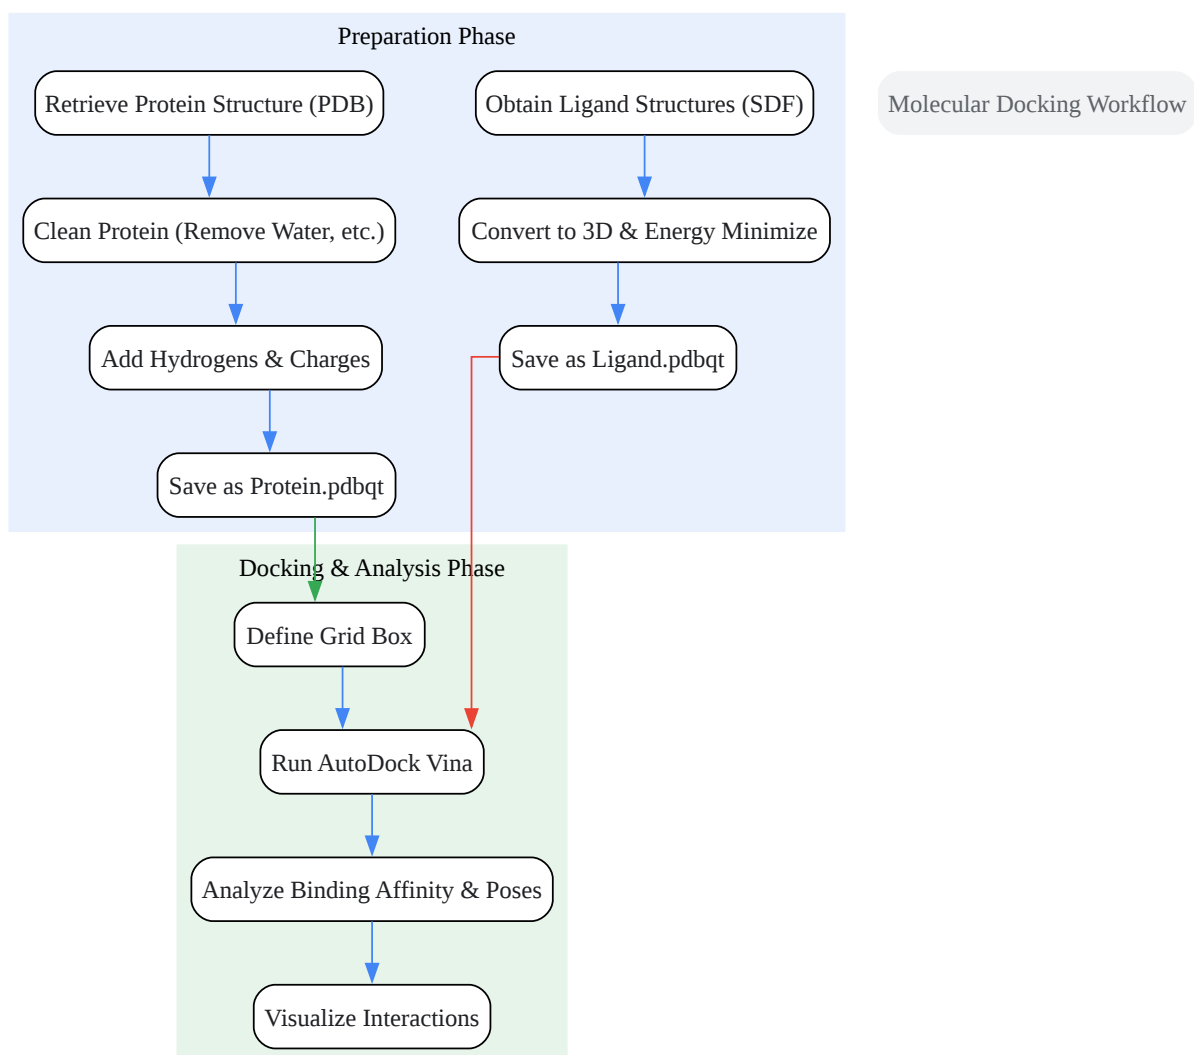 Preparation Phase
Retrieve Protein Structure (PDB)
Obtain Ligand Structures (SDF)
Molecular Docking Workflow
Clean Protein (Remove Water, etc.)
Convert to 3D & Energy Minimize
Add Hydrogens & Charges
Save as Ligand.pdbqt
Save as Protein.pdbqt
Docking & Analysis Phase
Define Grid Box
Run AutoDock Vina
Analyze Binding Affinity & Poses
Visualize Interactions